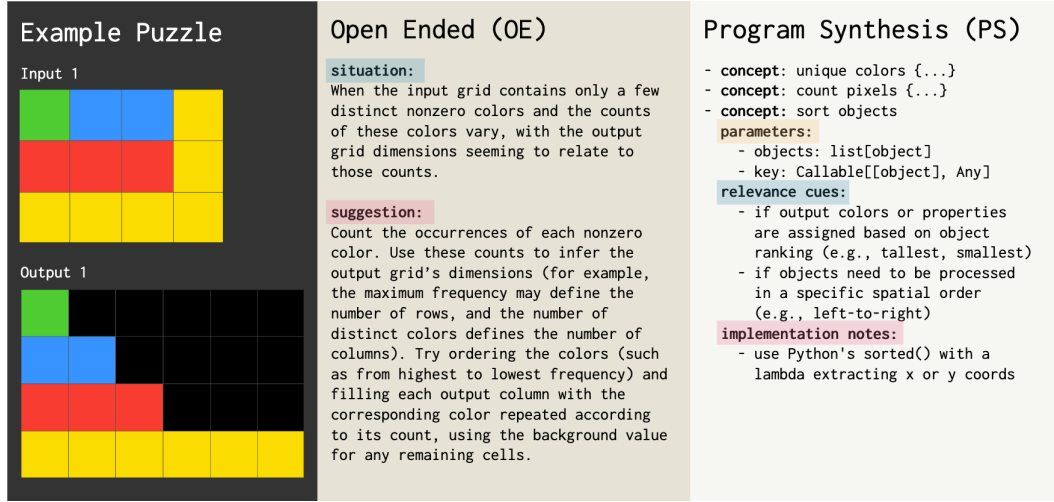 Example Puzzle
Input 1
Output 1
Open Ended (OE)
situation:
When the input grid contains only a few
distinct nonzero colors and the counts
of these colors vary, with the output
grid dimensions seeming to relate to
those counts.
suggestion:
Count the occurrences of each nonzero
color. Use these counts to infer the
output grid's dimensions (for example,
the maximum frequency may define the
number of rows, and the number of
distinct colors defines the number of
columns). Try ordering the colors (such
as from highest to lowest frequency) and
filling each output column with the
corresponding color repeated according
to its count, using the background value
for any remaining cells.
Program Synthesis (PS)
- concept: unique colors {...}
- concept: count pixels {...}
- concept: sort objects
parameters:
- objects: list[object]
- key: Callable[[object], Any]
relevance cues:
- if output colors or properties
are assigned based on object
ranking (e.g., tallest, smallest)
- if objects need to be processed
in a specific spatial order
(e.g., left-to-right)
implementation notes:
- use Python's sorted() with a
lambda extracting x or y coords